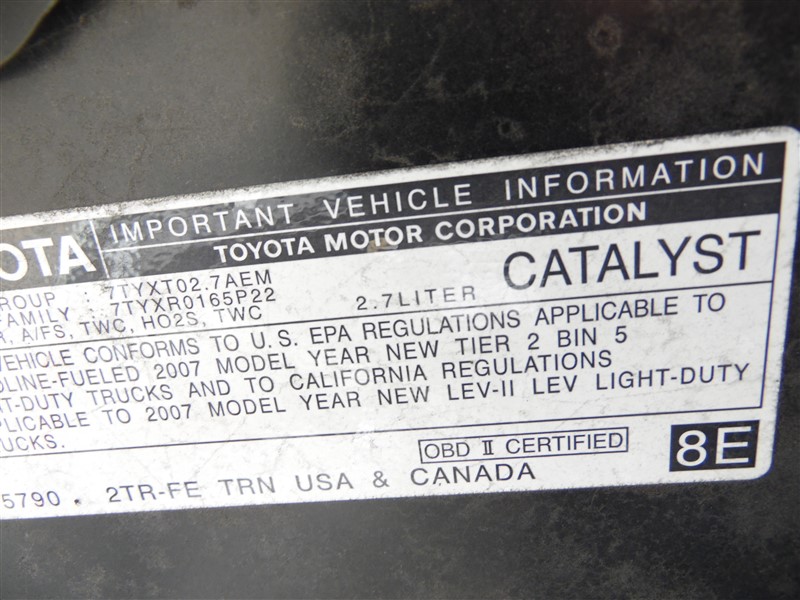 OTA IMPORTANT VEHICLE INFORMATION
TOYOTA MOTOR CORPORATION
GROUP : 7TYXT02.7AEM
FAMILY : 7TYXR0165P22 2.7LITER CATALYST
R, A/FS, TWC, HO2S, TWC
VEHICLE CONFORMS TO U.S. EPA REGULATIONS APPLICABLE TO
OLINE-FUELED 2007 MODEL YEAR NEW TIER 2 BIN 5
HT-DUTY TRUCKS AND TO CALIFORNIA REGULATIONS
PLICABLE TO 2007 MODEL YEAR NEW LEV-II LEV LIGHT-DUTY
UCKS.
OBD II CERTIFIED 8E
5790 . 2TR-FE TRN USA & CANADA